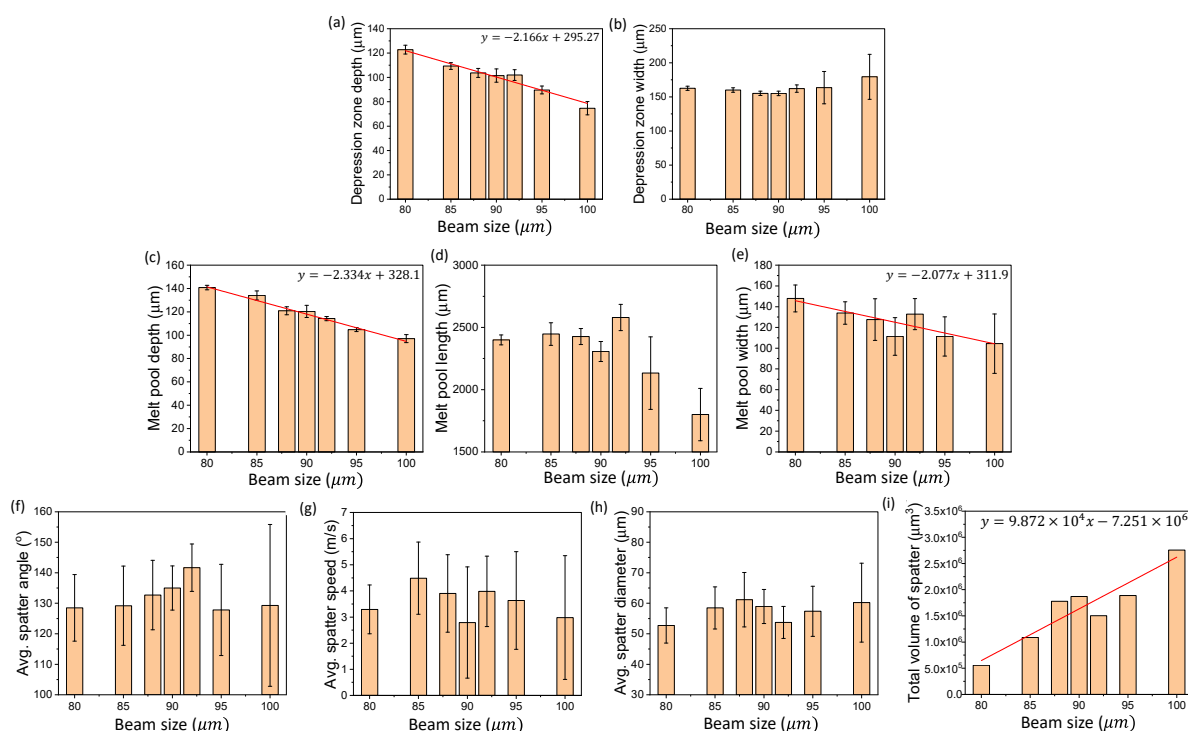 (a)
y = −2.166x + 295.27
Depression zone depth (μm)
140
120
100
80
60
40
20
0
80 85 90 95 100
Beam size (μm)
(b)
Depression zone width (μm)
250
200
150
100
50
0
80 85 90 95 100
Beam size (μm)
(c)
y = −2.334x + 328.1
Melt pool depth (μm)
160
140
120
100
80
60
40
20
0
80 85 90 95 100
Beam size (μm)
(d)
Melt pool length (μm)
3000
2500
2000
1500
80 85 90 95 100
Beam size (μm)
(e)
y = −2.077x + 311.9
Melt pool width (μm)
180
160
140
120
100
80
60
40
20
0
80 85 90 95 100
Beam size (μm)
(f)
Avg. spatter angle (°)
160
150
140
130
120
110
100
80 85 90 95 100
Beam size (μm)
(g)
Avg. spatter speed (m/s)
7
6
5
4
3
2
1
0
80 85 90 95 100
Beam size (μm)
(h)
Avg. spatter diameter (μm)
90
80
70
60
50
40
30
80 85 90 95 100
Beam size (μm)
(i)
y = 9.872 × 10⁴x − 7.251 × 10⁶
Total volume of spatter (μm³)
3.5x10⁶
3.0x10⁶
2.5x10⁶
2.0x10⁶
1.5x10⁶
1.0x10⁶
5.0x10⁵
0.0
80 85 90 95 100
Beam size (μm)